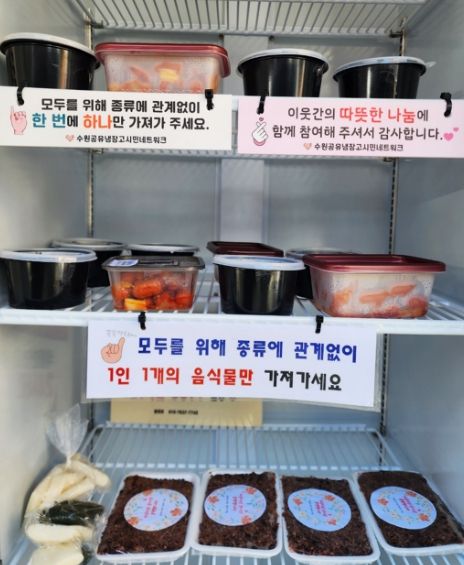 모두를 위해 종류에 관계없이
한 번에 하나만 가져가 주세요.
수원공유냉장고시민네트워크
이웃간의 따뜻한 나눔에
함께 참여해 주셔서 감사합니다.
수원공유냉장고시민네트워크
모두를 위해 종류에 관계없이
1인 1개의 음식물만 가져가세요